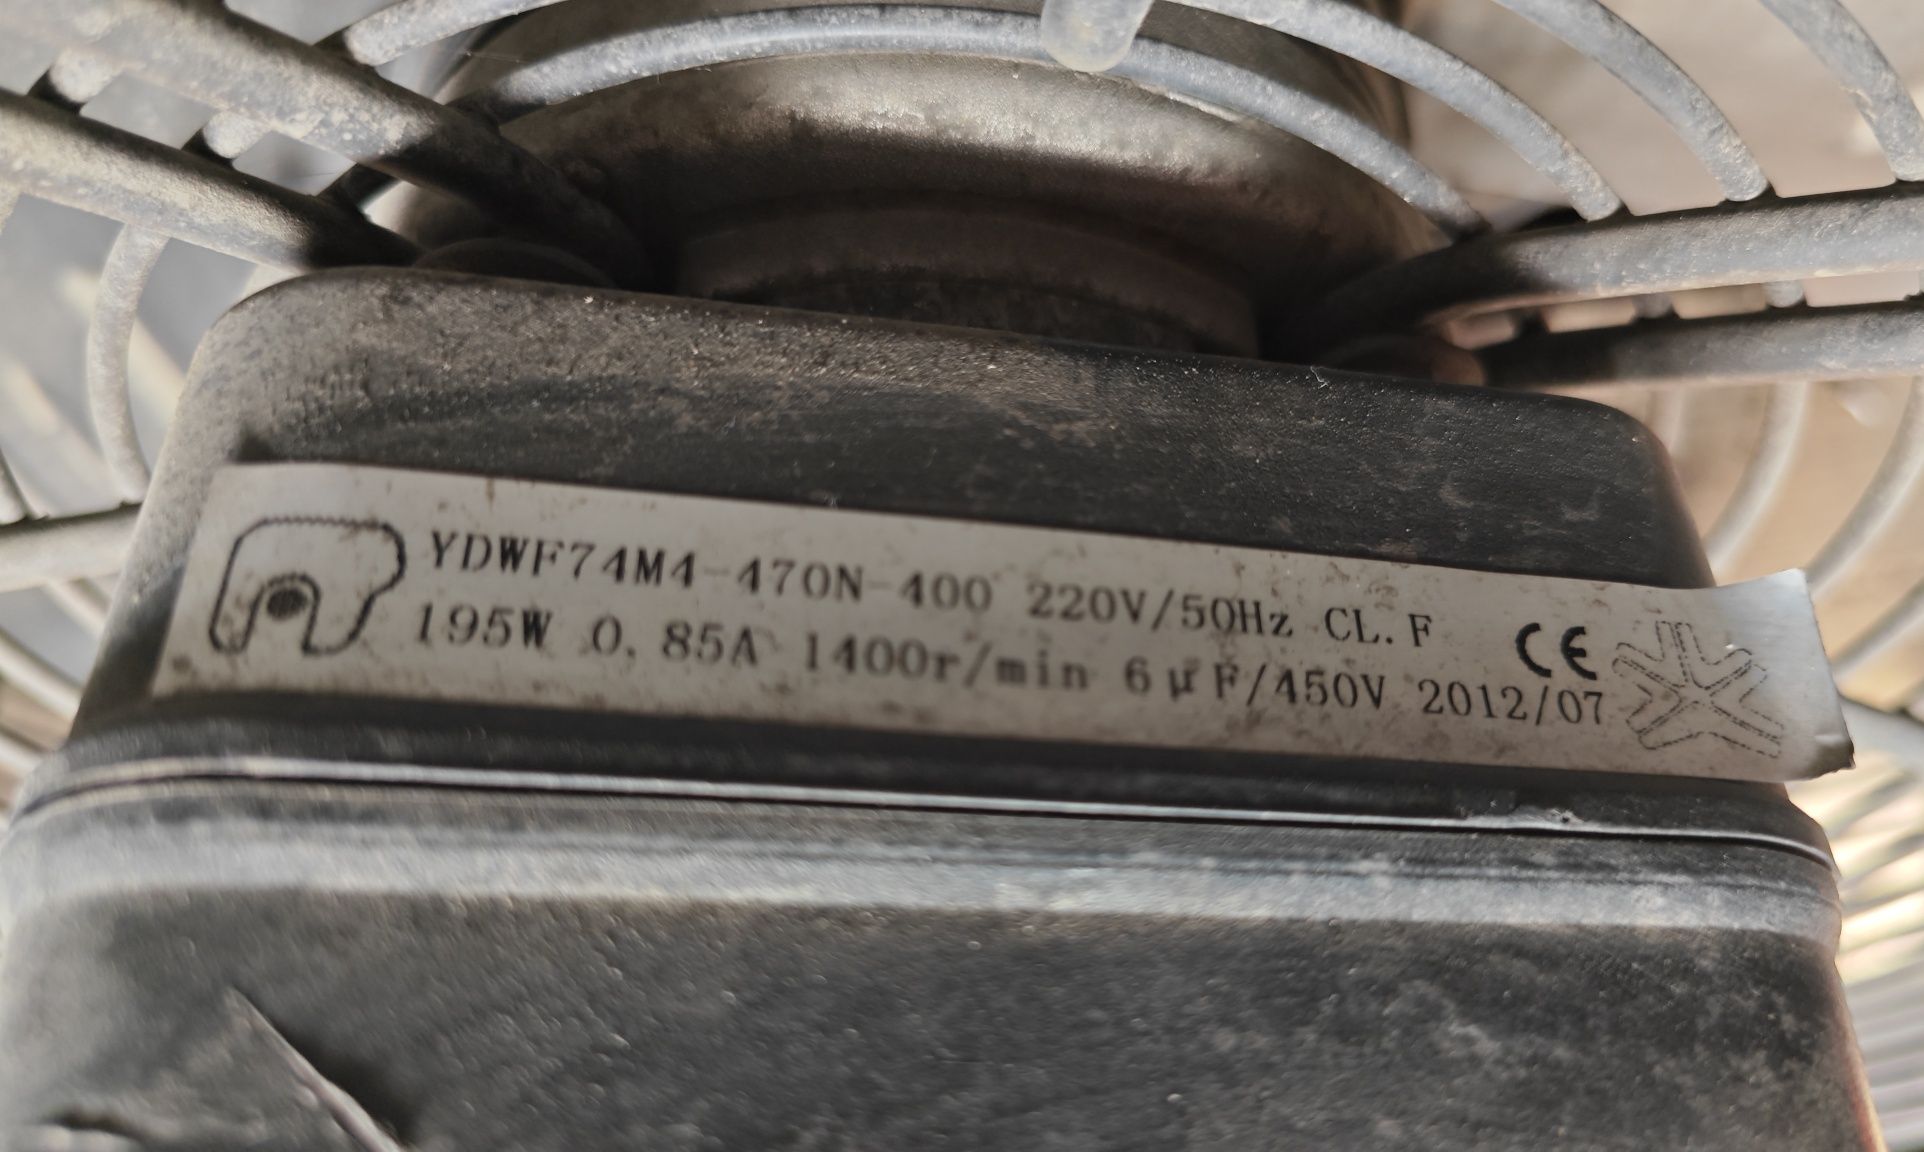 YDWF74M4-470N-400 220V/50Hz CL.F
195W 0.85A 1400r/min 6μF/450V 2012/07
CE